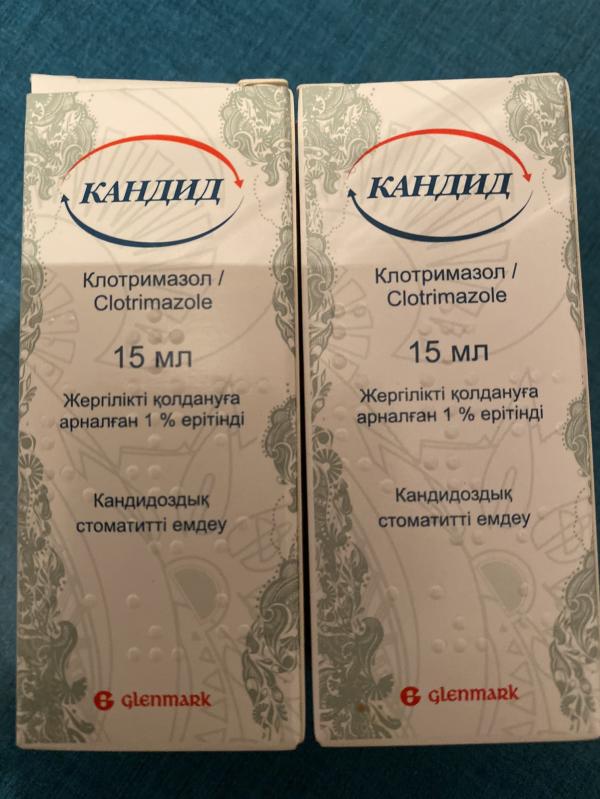 КАНДИД
Клотримазол /
Clotrimazole
15 мл
Жергілікті қолдануға
арналған 1 % ерітінді
Кандидоздық
стоматитті емдеу
G glenmark
КАНДИД
Клотримазол /
Clotrimazole
15 мл
Жергілікті қолдануға
арналған 1 % ерітінді
Кандидоздық
стоматитті емдеу
G glenmark